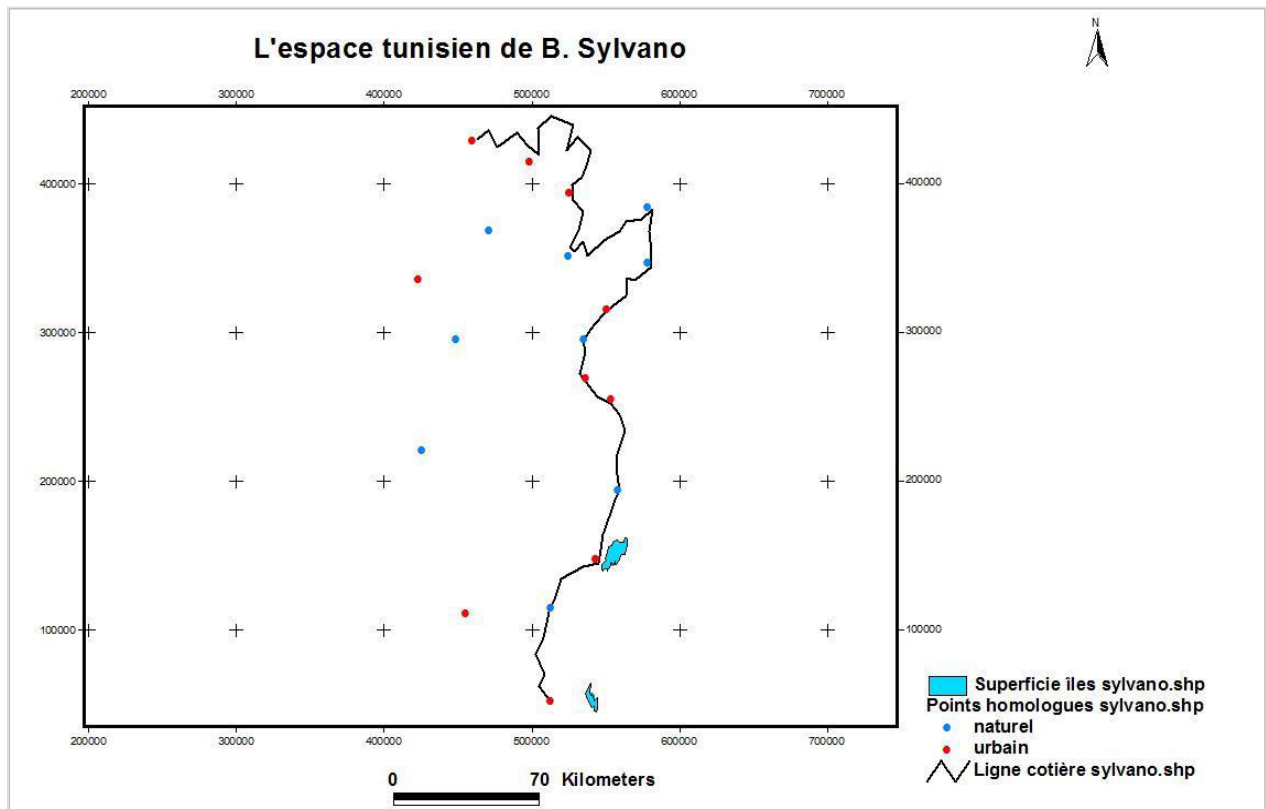 N
L'espace tunisien de B. Sylvano
200000 300000 400000 500000 600000 700000
400000 400000
300000 300000
200000 200000
100000 100000
200000 300000 400000 500000 600000 700000
0 70 Kilometers
Superficie îles sylvano.shp
Points homologues sylvano.shp
naturel
urbain
Ligne cotière sylvano.shp